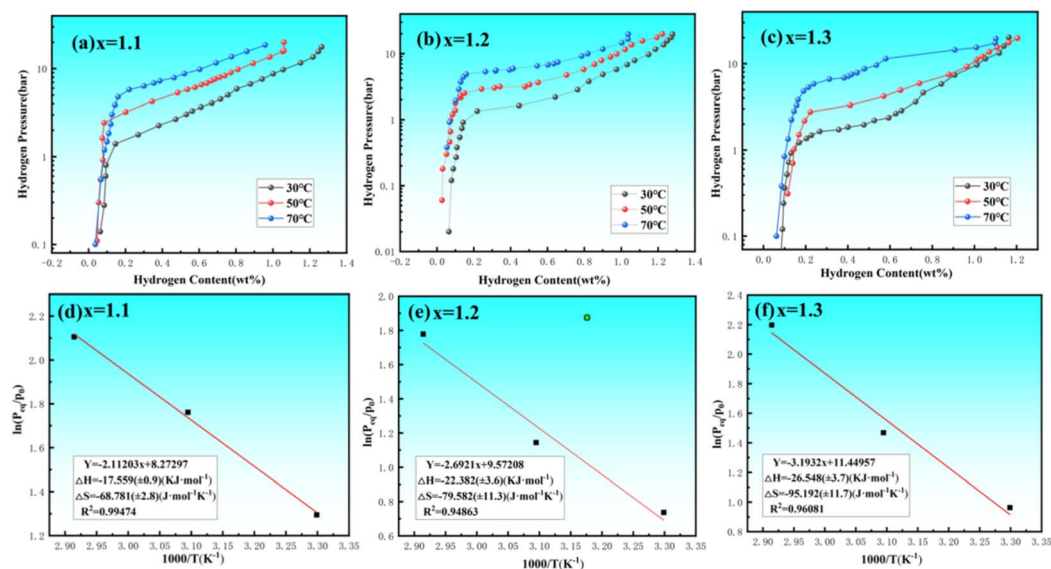 (a)x=1.1
Hydrogen Pressure(bar)
10
1
0.1
30°C
50°C
70°C
-0.2 0.0 0.2 0.4 0.6 0.8 1.0 1.2 1.4
Hydrogen Content(wt%)
(b)x=1.2
Hydrogen Pressure(bar)
10
1
0.1
0.01
30°C
50°C
70°C
-0.2 0.0 0.2 0.4 0.6 0.8 1.0 1.2 1.4
Hydrogen Content(wt%)
(c)x=1.3
Hydrogen Pressure(bar)
10
1
0.1
30°C
50°C
70°C
0.0 0.2 0.4 0.6 0.8 1.0 1.2
Hydrogen Content(wt%)
(d)x=1.1
ln(Peq/p0)
2.2
2.0
1.8
1.6
1.4
1.2
Y=-2.11203x+8.27297
△H=-17.559(±0.9)(KJ·mol-1)
△S=-68.781(±2.8)(J·mol-1K-1)
R2=0.99474
2.90 2.95 3.00 3.05 3.10 3.15 3.20 3.25 3.30 3.35
1000/T(K-1)
(e)x=1.2
ln(Peq/p0)
2.0
1.8
1.6
1.4
1.2
1.0
0.8
0.6
Y=-2.6921x+9.57208
△H=-22.382(±3.6)(KJ·mol-1)
△S=-79.582(±11.3)(J·mol-1K-1)
R2=0.94863
2.90 2.95 3.00 3.05 3.10 3.15 3.20 3.25 3.30 3.35
1000/T(K-1)
(f)x=1.3
ln(Peq/p0)
2.4
2.2
2.0
1.8
1.6
1.4
1.2
1.0
0.8
Y=-3.1932x+11.44957
△H=-26.548(±3.7)(KJ·mol-1)
△S=-95.192(±11.7)(J·mol-1K-1)
R2=0.96081
2.90 2.95 3.00 3.05 3.10 3.15 3.20 3.25 3.30 3.35
1000/T(K-1)